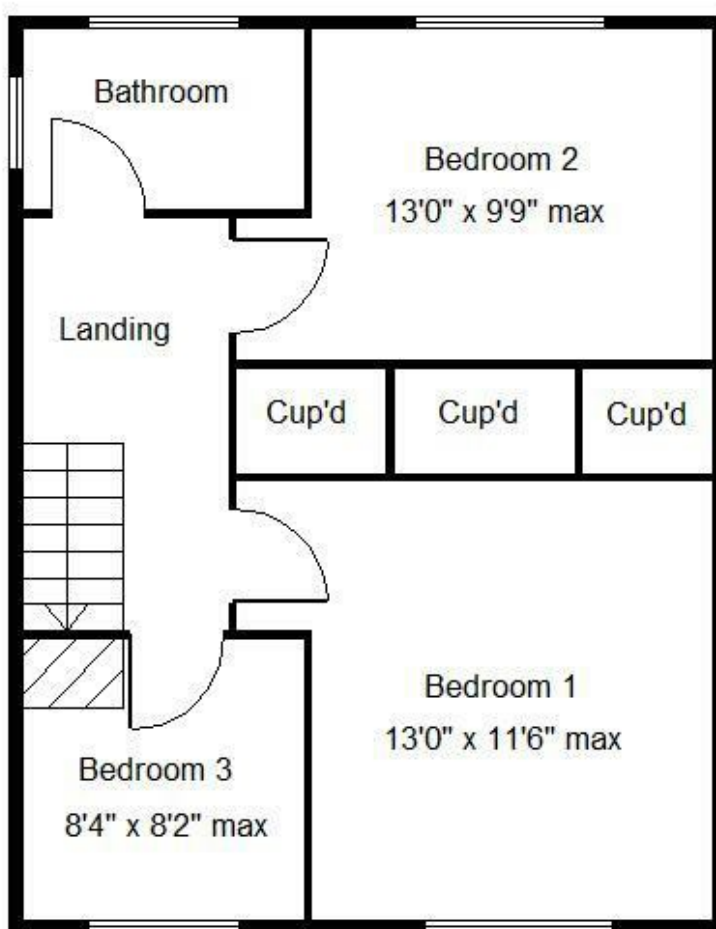 Bathroom
Bedroom 2
13'0" x 9'9" max
Landing
Cup'd
Cup'd
Cup'd
Bedroom 1
13'0" x 11'6" max
Bedroom 3
8'4" x 8'2" max